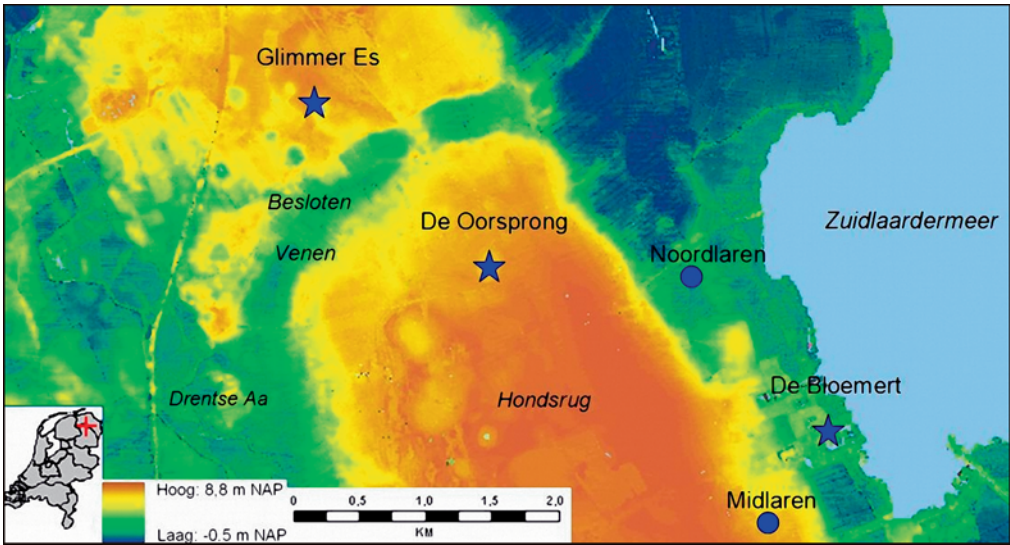 Glimmer Es
Besloten
Venen
De Oorsprong
Zuidlaardermeer
Noordlaren
De Bloemert
Drentse Aa
Hondsrug
Midlaren
Hoog: 8,8 m NAP
Laag: -0.5 m NAP
0 0.5 1.0 1.5 2.0
KM